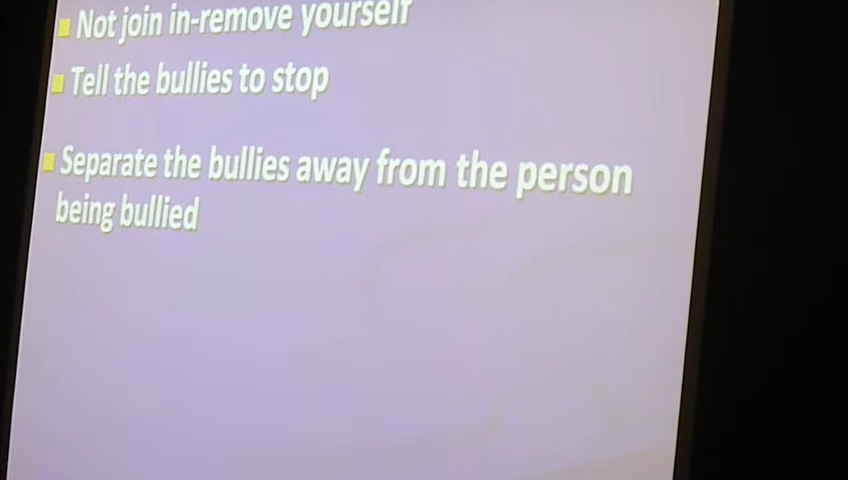 Not join in-remove yourself
Tell the bullies to stop
Separate the bullies away from the person
being bullied